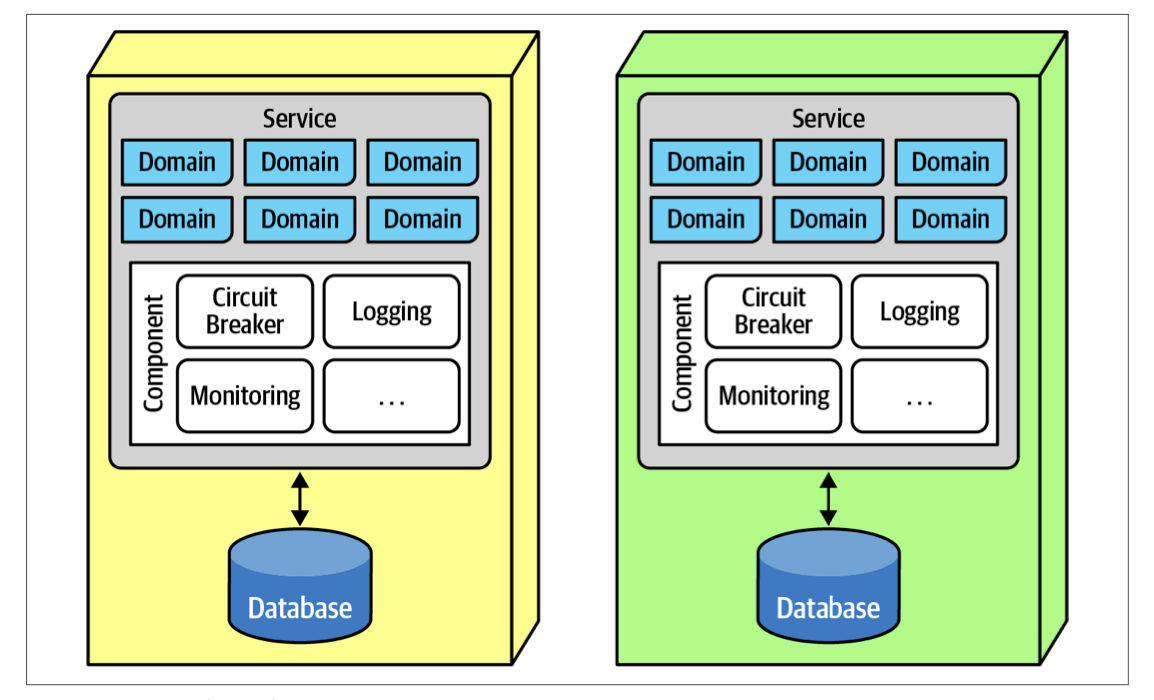 Service
Domain Domain Domain
Domain Domain Domain
Component
Circuit
Breaker
Logging
Monitoring
...
Database
Service
Domain Domain Domain
Domain Domain Domain
Component
Circuit
Breaker
Logging
Monitoring
...
Database